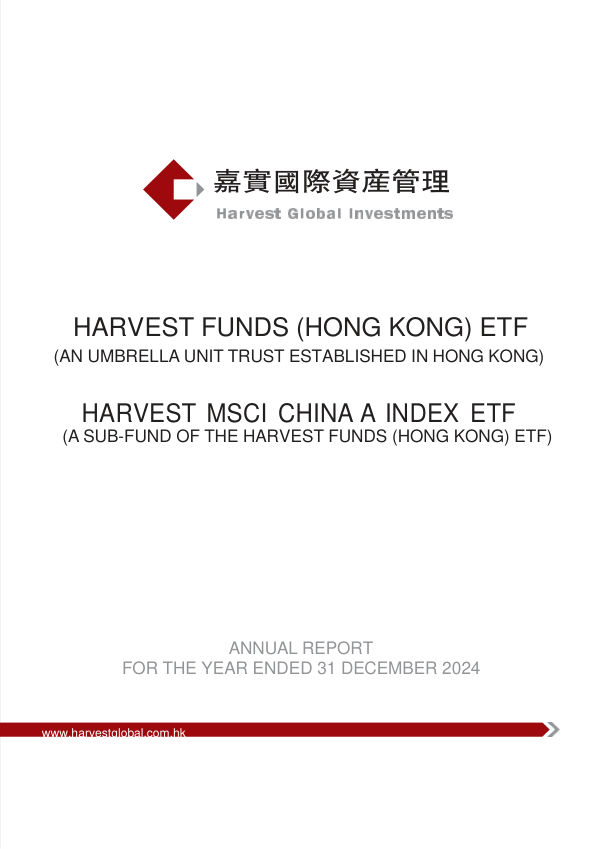 嘉實國際資產管理
Harvest Global Investments
HARVEST FUNDS (HONG KONG) ETF
(AN UMBRELLA UNIT TRUST ESTABLISHED IN HONG KONG)
HARVEST MSCI CHINA A INDEX ETF
(A SUB-FUND OF THE HARVEST FUNDS (HONG KONG) ETF)
ANNUAL REPORT
FOR THE YEAR ENDED 31 DECEMBER 2024
www.harvestglobal.com.hk